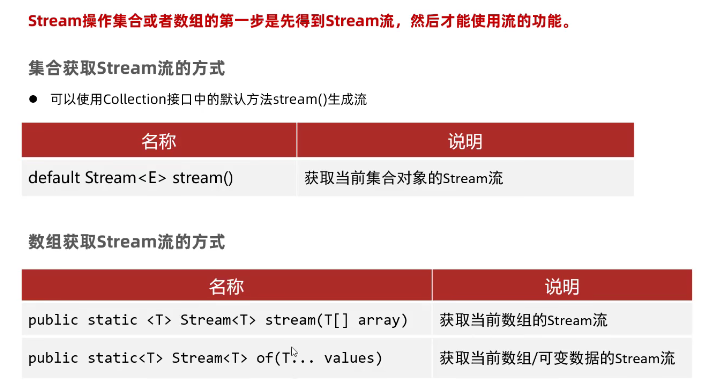 Stream操作集合或者数组的第一步是先得到Stream流，然后才能使用流的功能。
集合获取Stream流的方式
● 可以使用Collection接口中的默认方法stream()生成流
名称 说明
default Stream<E> stream() 获取当前集合对象的Stream流
数组获取Stream流的方式
名称 说明
public static <T> Stream<T> stream(T[] array) 获取当前数组的Stream流
public static<T> Stream<T> of(T... values) 获取当前数组/可变数据的Stream流